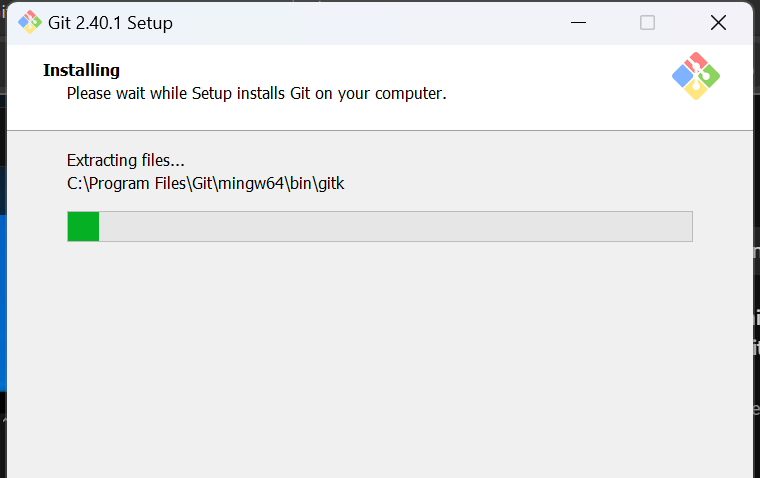 Git 2.40.1 Setup
Installing
Please wait while Setup installs Git on your computer.
Extracting files...
C:\Program Files\Git\mingw64\bin\gitk